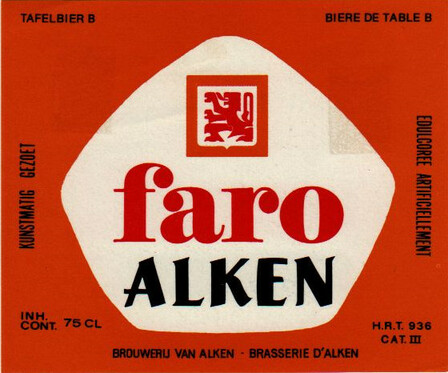 TAFELBIER B
BIERE DE TABLE B
KUNSTMATIG GEZOET
EDULCOREE ARTIFICIELLEMENT
faro
ALKEN
INH. CONT. 75 CL
H.R.T. 936
CAT. III
BROUWERIJ VAN ALKEN - BRASSERIE D'ALKEN